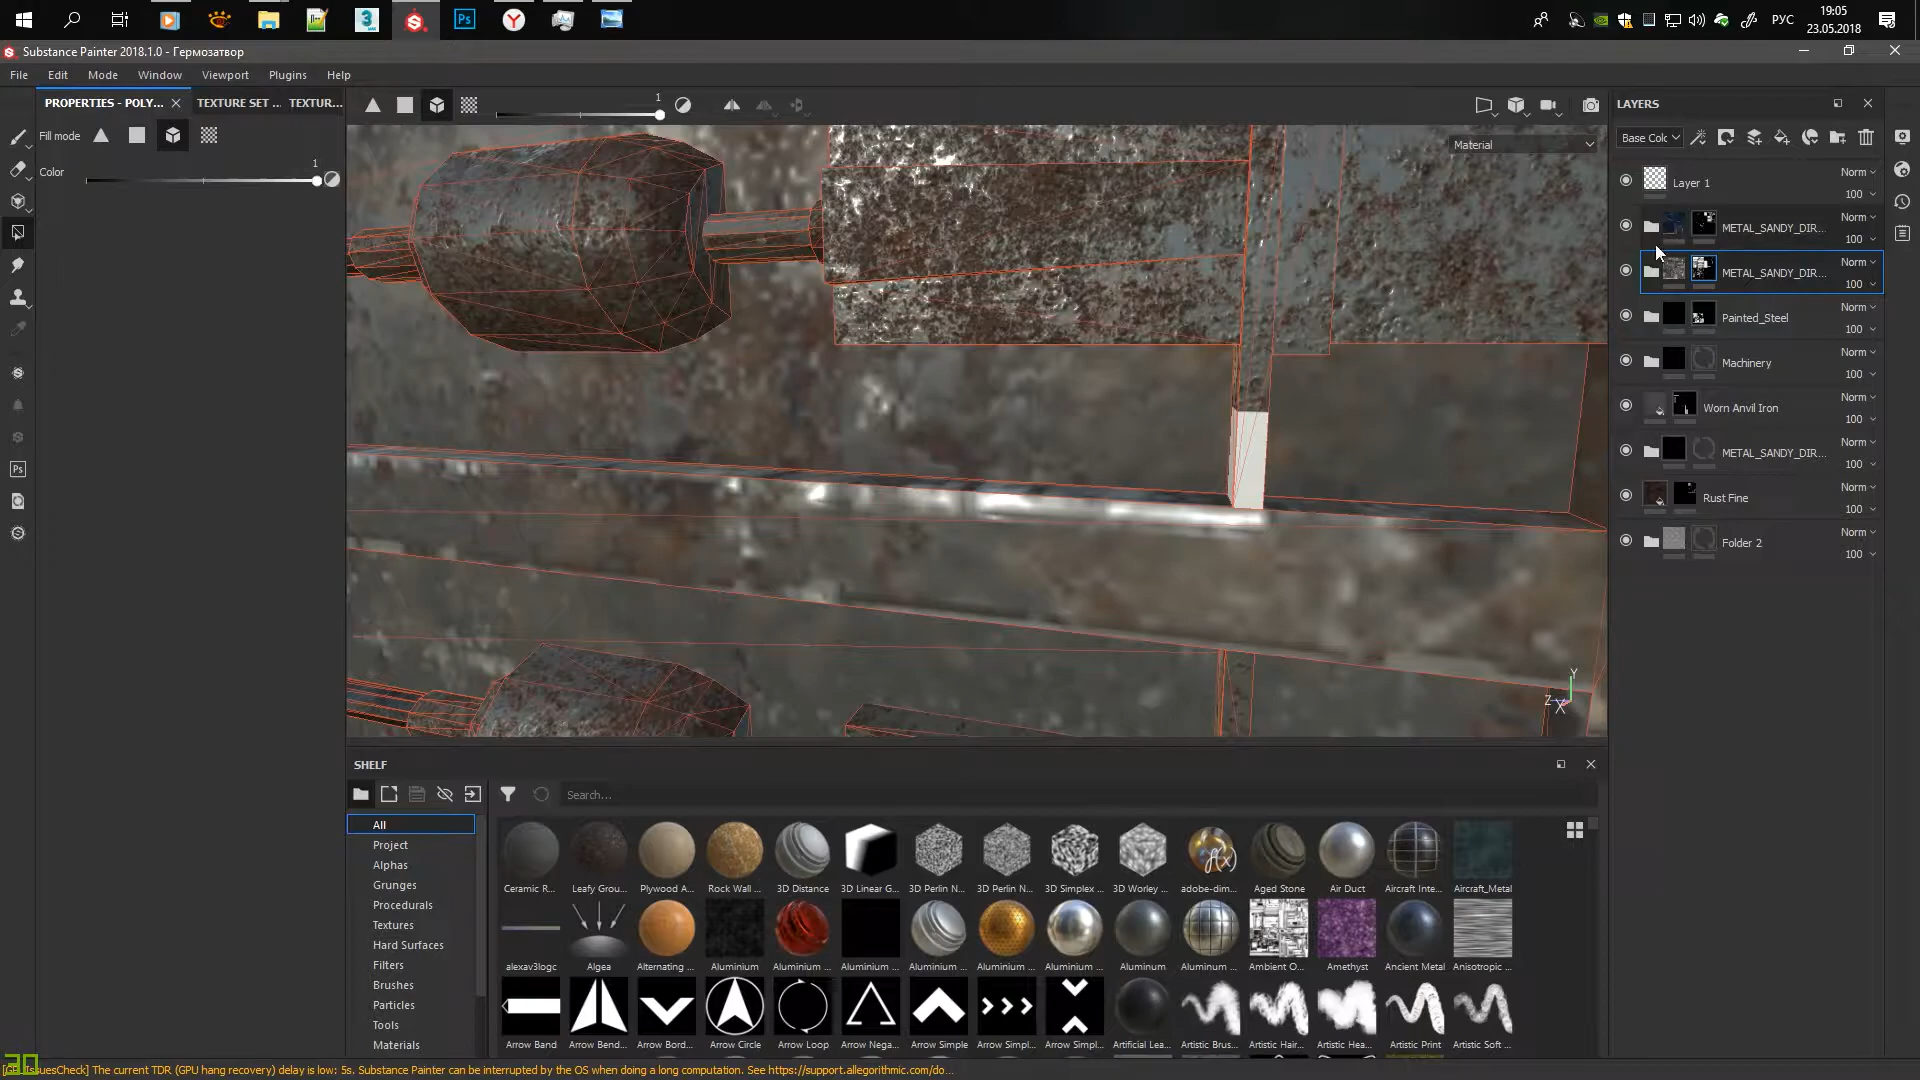 19:05
РУС
23.05.2018
Substance Painter 2018.1.0 - Гермозатвор
File Edit Mode Window Viewport Plugins Help
PROPERTIES - POLY... TEXTURE SET ... TEXTUR...
Fill mode
Color
1
1
Material
Y
Z
X
LAYERS
Base Colc
Layer 1
Norm
100
METAL_SANDY_DIR...
Norm
100
METAL_SANDY_DIR...
Norm
100
Painted_Steel
Norm
100
Machinery
Norm
100
Worn Anvil Iron
Norm
100
METAL_SANDY_DIR...
Norm
100
Rust Fine
Norm
100
Folder 2
Norm
100
SHELF
Search...
All
Project
Alphas
Grunges
Procedurals
Textures
Hard Surfaces
Filters
Brushes
Particles
Tools
Materials
Ceramic R... Leafy Grou... Plywood A... Rock Wall ... 3D Distance 3D Linear G... 3D Perlin N... 3D Perlin N... 3D Simplex ... 3D Worley ... adobe-dim... Aged Stone Air Duct Aircraft Inte... Aircraft_Metal
alexav3logc Algea Alternating ... Aluminium Aluminium ... Aluminium ... Aluminium ... Aluminium ... Aluminium ... Aluminum Aluminum ... Ambient O... Amethyst Ancient Metal Anisotropic ...
Arrow Band Arrow Bend... Arrow Bord... Arrow Circle Arrow Loop Arrow Nega... Arrow Simple Arrow Simpl... Arrow Simpl... Artificial Lea... Artistic Brus... Artistic Hair... Artistic Hea... Artistic Print Artistic Soft ...
30
IssuesCheck] The current TDR (GPU hang recovery) delay is low: 5s. Substance Painter can be interrupted by the OS when doing a long computation. See https://support.allegorithmic.com/do...